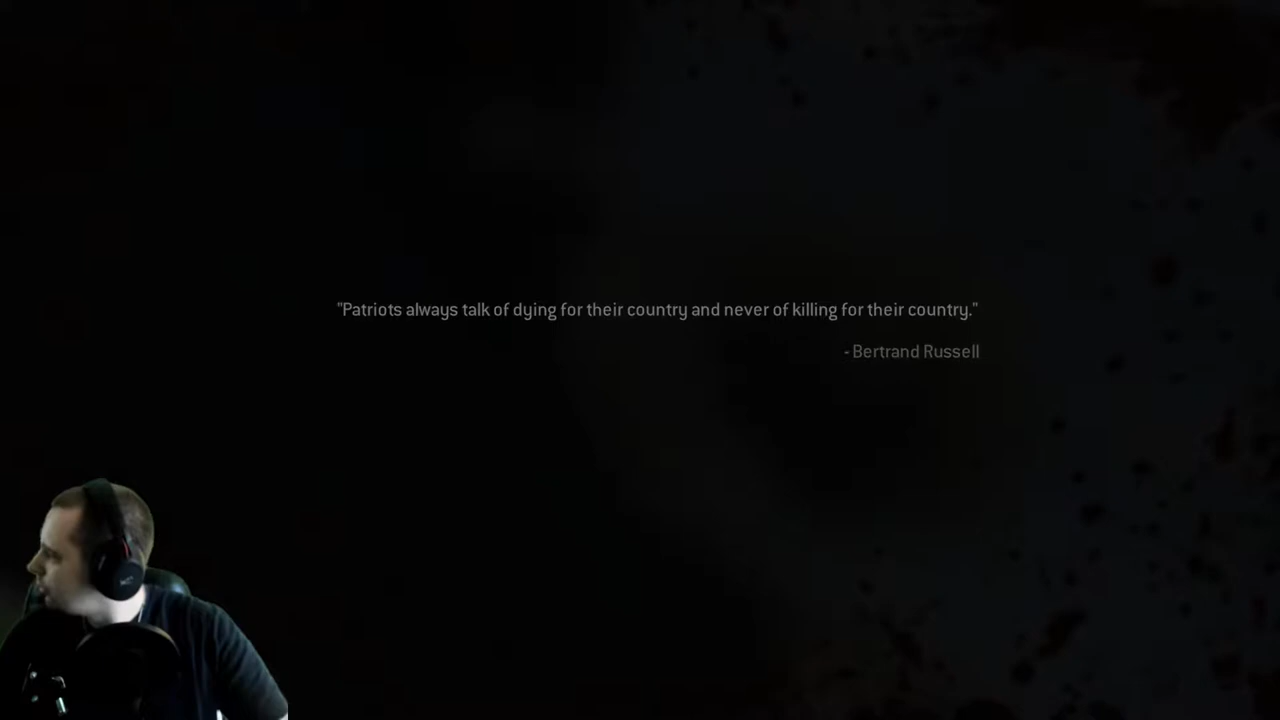 "Patriots always talk of dying for their country and never of killing for their country."
- Bertrand Russell